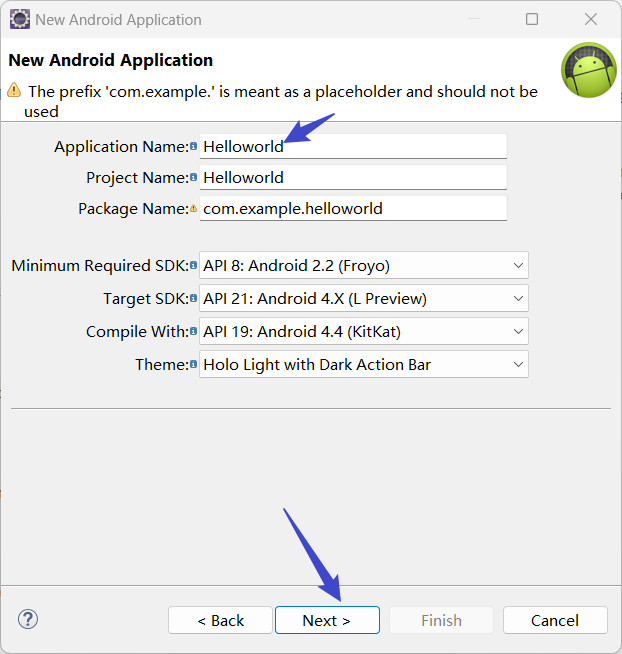 New Android Application
New Android Application
The prefix 'com.example.' is meant as a placeholder and should not be
used
Application Name: Helloworld
Project Name: Helloworld
Package Name: com.example.helloworld
Minimum Required SDK: API 8: Android 2.2 (Froyo)
Target SDK: API 21: Android 4.X (L Preview)
Compile With: API 19: Android 4.4 (KitKat)
Theme: Holo Light with Dark Action Bar
? < Back Next > Finish Cancel